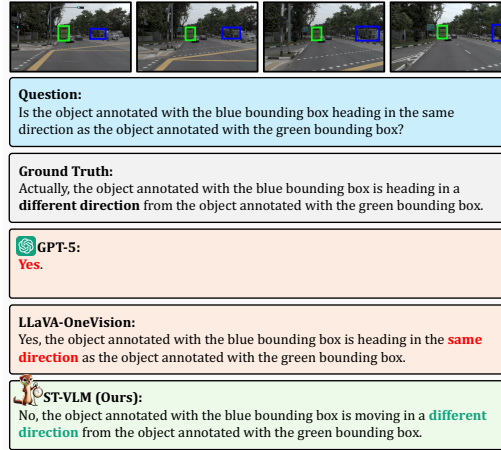 Question:
Is the object annotated with the blue bounding box heading in the same
direction as the object annotated with the green bounding box?
Ground Truth:
Actually, the object annotated with the blue bounding box is heading in a
different direction from the object annotated with the green bounding box.
GPT-5:
Yes.
LLaVA-OneVision:
Yes, the object annotated with the blue bounding box is heading in the same
direction as the object annotated with the green bounding box.
ST-VLM (Ours):
No, the object annotated with the blue bounding box is moving in a different
direction from the object annotated with the green bounding box.